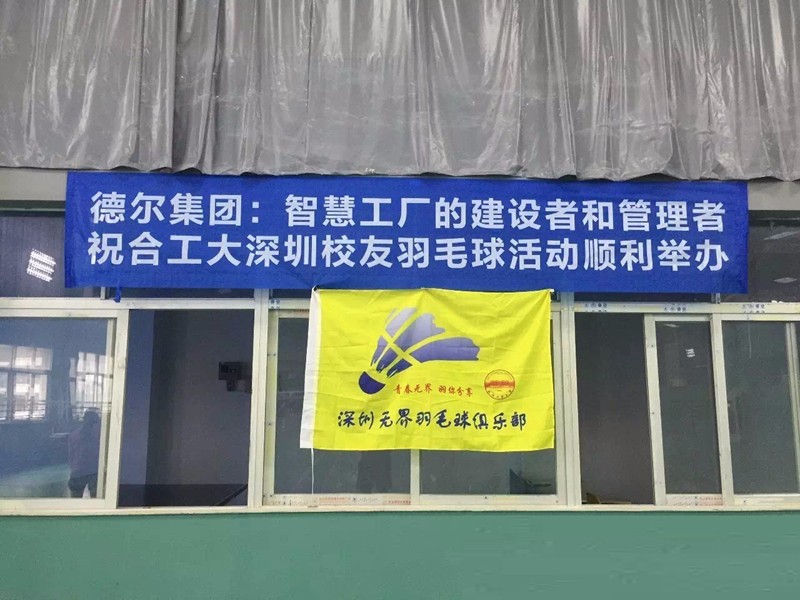 德尔集团：智慧工厂的建设者和管理者
祝合工大深圳校友羽毛球活动顺利举办
青春无界 羽你分享
深圳无界羽毛球俱乐部